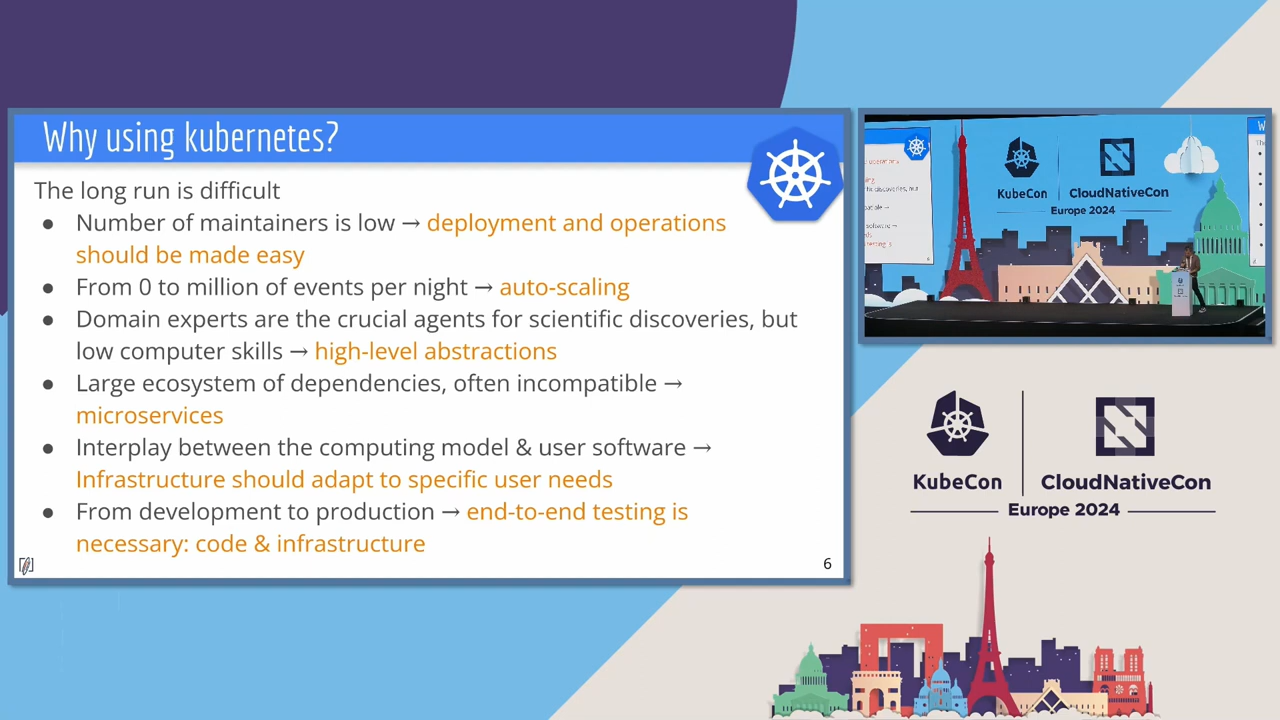 Why using kubernetes?
The long run is difficult
● Number of maintainers is low → deployment and operations
should be made easy
● From 0 to million of events per night → auto-scaling
● Domain experts are the crucial agents for scientific discoveries, but
low computer skills → high-level abstractions
● Large ecosystem of dependencies, often incompatible →
microservices
● Interplay between the computing model & user software →
Infrastructure should adapt to specific user needs
● From development to production → end-to-end testing is
necessary: code & infrastructure
6
KubeCon
CloudNativeCon
Europe 2024
KubeCon
CloudNativeCon
Europe 2024